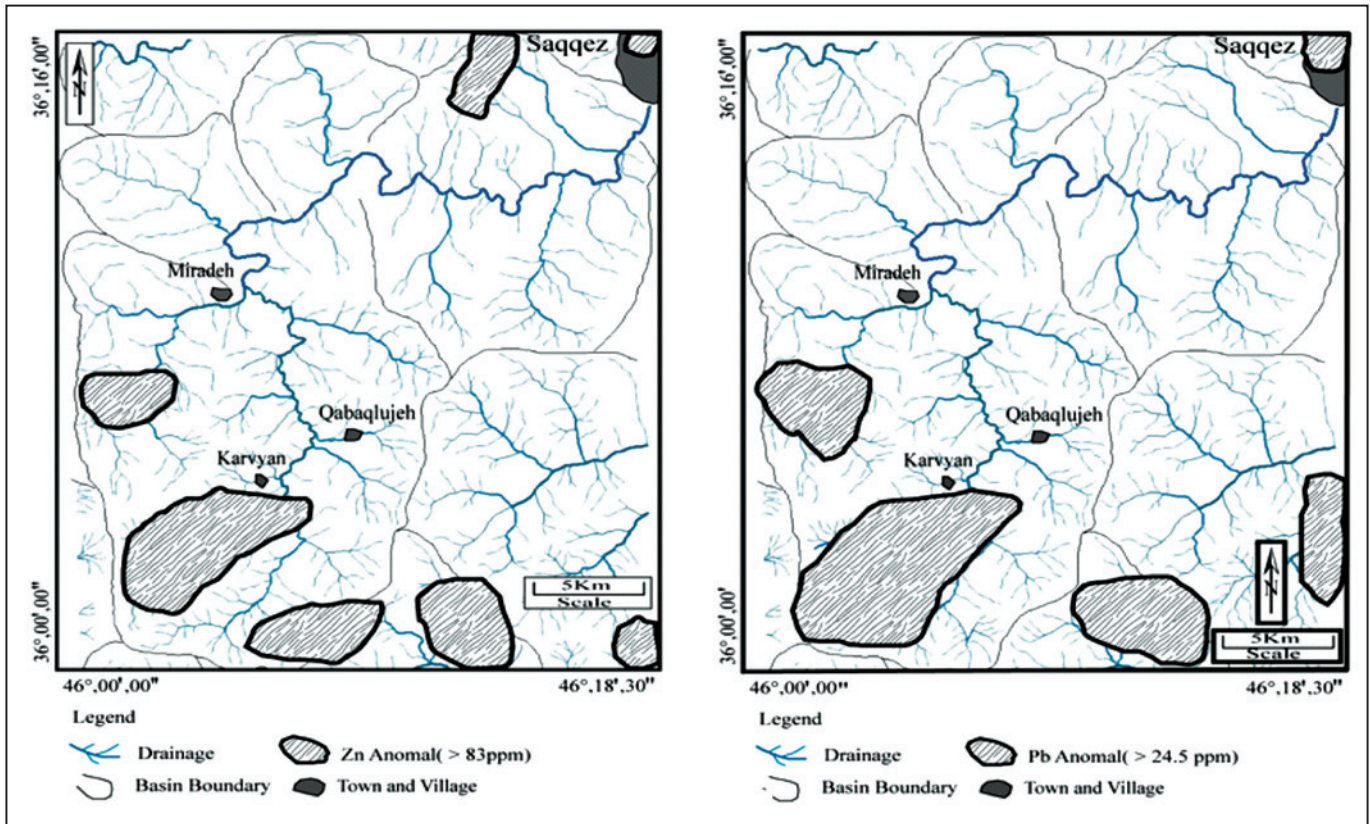 Saqqez
N
36°,16',00"
Miradeh
Qabaqlujeh
Karvyan
5Km
Scale
36°,00',00"
46°,00',00"
46°,18',30"
Legend
Drainage
Zn Anomal( > 83ppm)
Basin Boundary
Town and Village
Saqqez
36°,16',00"
Miradeh
Qabaqlujeh
Karvyan
N
5Km
Scale
36°,00',00"
46°,00',00"
46°,18',30"
Legend
Drainage
Pb Anomal( > 24.5 ppm)
Basin Boundary
Town and Village